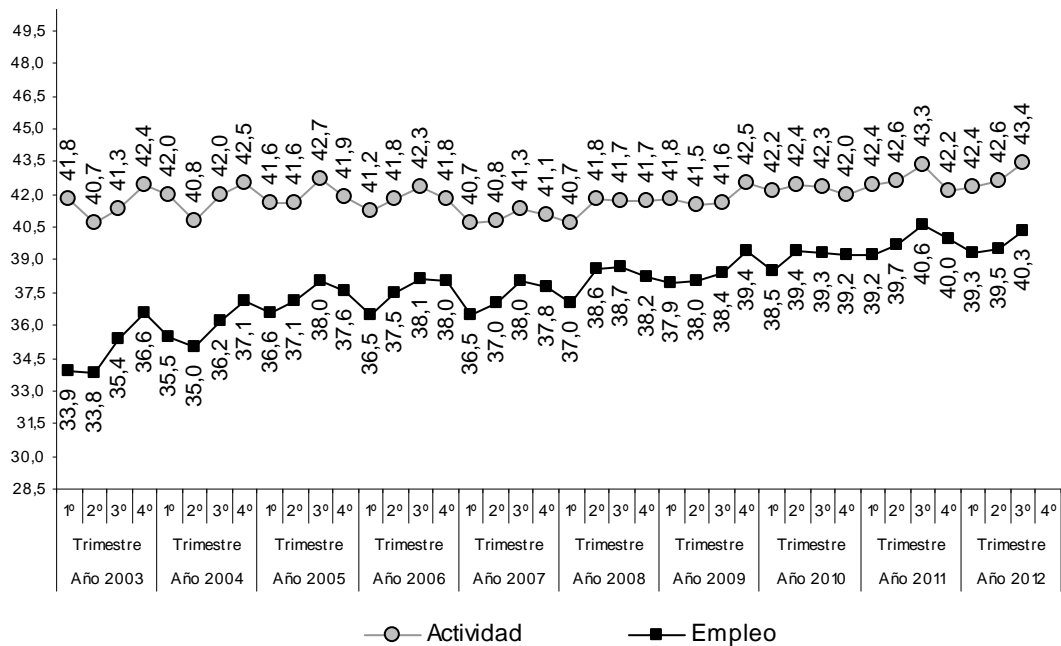 49,5
48,0
46,5
45,0
43,5
42,0
40,5
39,0
37,5
36,0
34,5
33,0
31,5
30,0
28,5
41,8 40,7 41,3 42,4 42,0 40,8 42,0 42,5 41,6 41,6 42,7 41,9 41,2 41,8 42,3 41,8 40,7 40,8 41,3 41,1 40,7 41,8 41,7 41,7 41,8 41,5 41,6 42,5 42,2 42,4 42,3 42,0 42,4 42,6 43,3 42,2 42,4 42,6 43,4
33,9 33,8 35,4 36,6 35,5 35,0 36,2 37,1 36,6 37,1 38,0 37,6 36,5 37,5 38,1 38,0 36,5 37,0 38,0 37,8 37,0 38,6 38,7 38,2 37,9 38,0 38,4 39,4 38,5 39,4 39,3 39,2 39,2 39,7 40,6 40,0 39,3 39,5 40,3
1º 2º 3º 4º 1º 2º 3º 4º 1º 2º 3º 4º 1º 2º 3º 4º 1º 2º 3º 4º 1º 2º 3º 4º 1º 2º 3º 4º 1º 2º 3º 4º 1º 2º 3º 4º 1º 2º 3º 4º
Trimestre Trimestre Trimestre Trimestre Trimestre Trimestre Trimestre Trimestre Trimestre Trimestre
Año 2003 Año 2004 Año 2005 Año 2006 Año 2007 Año 2008 Año 2009 Año 2010 Año 2011 Año 2012
Actividad Empleo